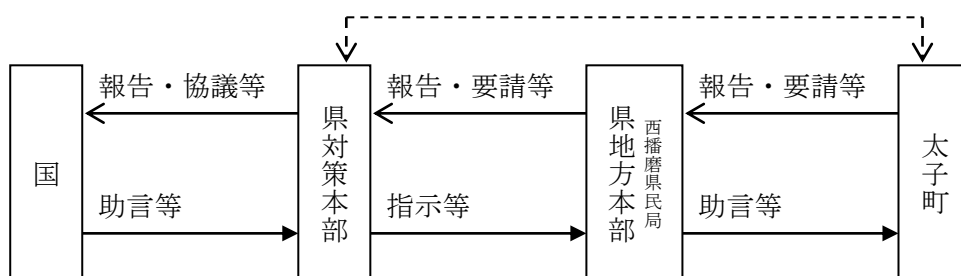 報告・協議等
報告・要請等
報告・要請等
国
県対策本部
県地方本部
西播磨県民局
太子町
助言等
指示等
助言等